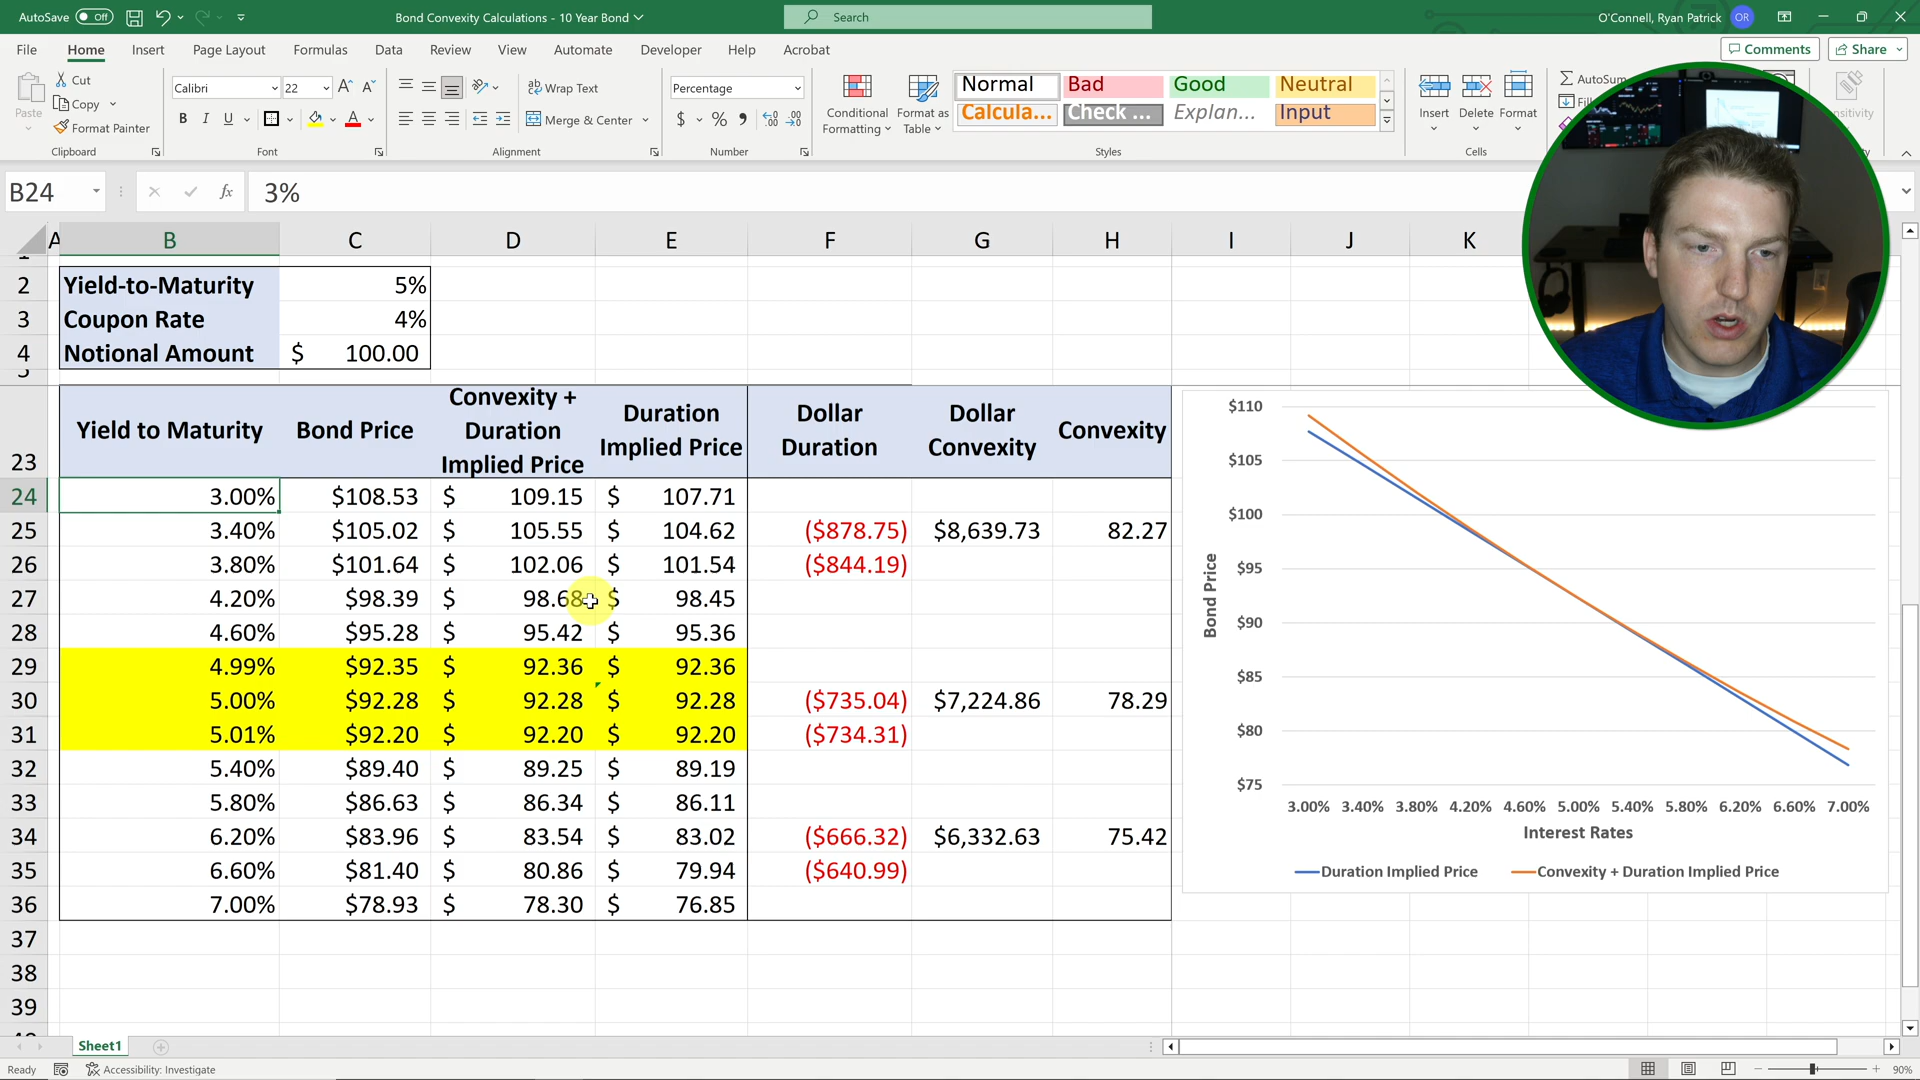 AutoSave Off Bond Convexity Calculations - 10 Year Bond Search O'Connell, Ryan Patrick OR
File Home Insert Page Layout Formulas Data Review View Automate Developer Help Acrobat Comments Share
Paste Cut Copy Format Painter Clipboard
Calibri 22 A A B I U A Font
Wrap Text Merge & Center Alignment
Percentage $ % Number
Conditional Formatting Format as Table Normal Bad Good Neutral
Calcula... Check ... Explan... Input Styles
Insert Delete Format Cells
AutoSum
B24 fx 3%
A B C D E F G H I J K
2 Yield-to-Maturity 5%
3 Coupon Rate 4%
4 Notional Amount $ 100.00
23 Yield to Maturity Bond Price Convexity + Duration Implied Price Duration Implied Price Dollar Duration Dollar Convexity Convexity
24 3.00% $108.53 $ 109.15 $ 107.71
25 3.40% $105.02 $ 105.55 $ 104.62 ($878.75) $8,639.73 82.27
26 3.80% $101.64 $ 102.06 $ 101.54 ($844.19)
27 4.20% $98.39 $ 98.68 $ 98.45
28 4.60% $95.28 $ 95.42 $ 95.36
29 4.99% $92.35 $ 92.36 $ 92.36
30 5.00% $92.28 $ 92.28 $ 92.28 ($735.04) $7,224.86 78.29
31 5.01% $92.20 $ 92.20 $ 92.20 ($734.31)
32 5.40% $89.40 $ 89.25 $ 89.19
33 5.80% $86.63 $ 86.34 $ 86.11
34 6.20% $83.96 $ 83.54 $ 83.02 ($666.32) $6,332.63 75.42
35 6.60% $81.40 $ 80.86 $ 79.94 ($640.99)
36 7.00% $78.93 $ 78.30 $ 76.85
37
38
39
$110
$105
$100
$95
$90
$85
$80
$75
Bond Price
3.00% 3.40% 3.80% 4.20% 4.60% 5.00% 5.40% 5.80% 6.20% 6.60% 7.00%
Interest Rates
Duration Implied Price Convexity + Duration Implied Price
Sheet1
Ready Accessibility: Investigate 90%